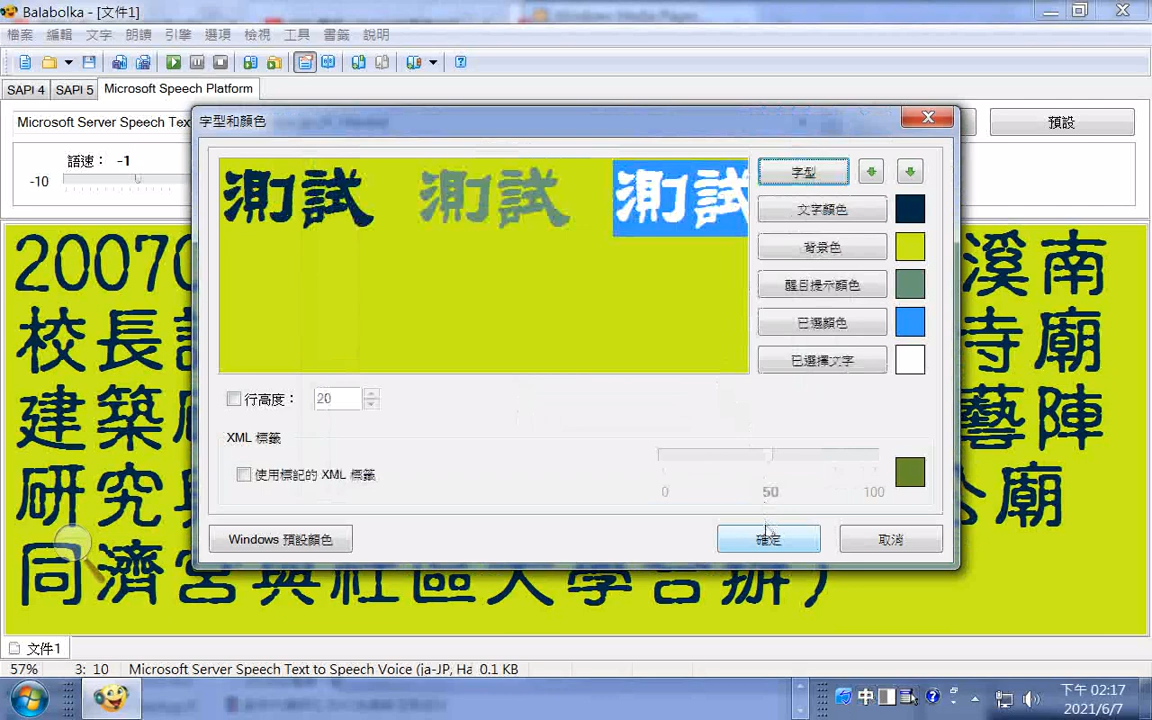 Balabolka - [文件1]
檔案 編輯 文字 朗讀 引擎 選項 檢視 工具 書籤 說明
SAPI 4 SAPI 5 Microsoft Speech Platform
Microsoft Server Speech Text
預設
語速： -1
-10
字型和顏色
測試 測試 測試
字型
文字顏色
背景色
醒目提示顏色
已選顏色
已選擇文字
行高度： 20
XML 標籤
使用標記的 XML 標籤
0 50 100
Windows 預設顏色 確定 取消
20070 溪南
校長 寺廟
建築 藝陣
研究 廟
同濟宮與社區大學合辦）
文件1
57% 3: 10 Microsoft Server Speech Text to Speech Voice (ja-JP, Ha 0.1 KB
中
下午 02:17
2021/6/7